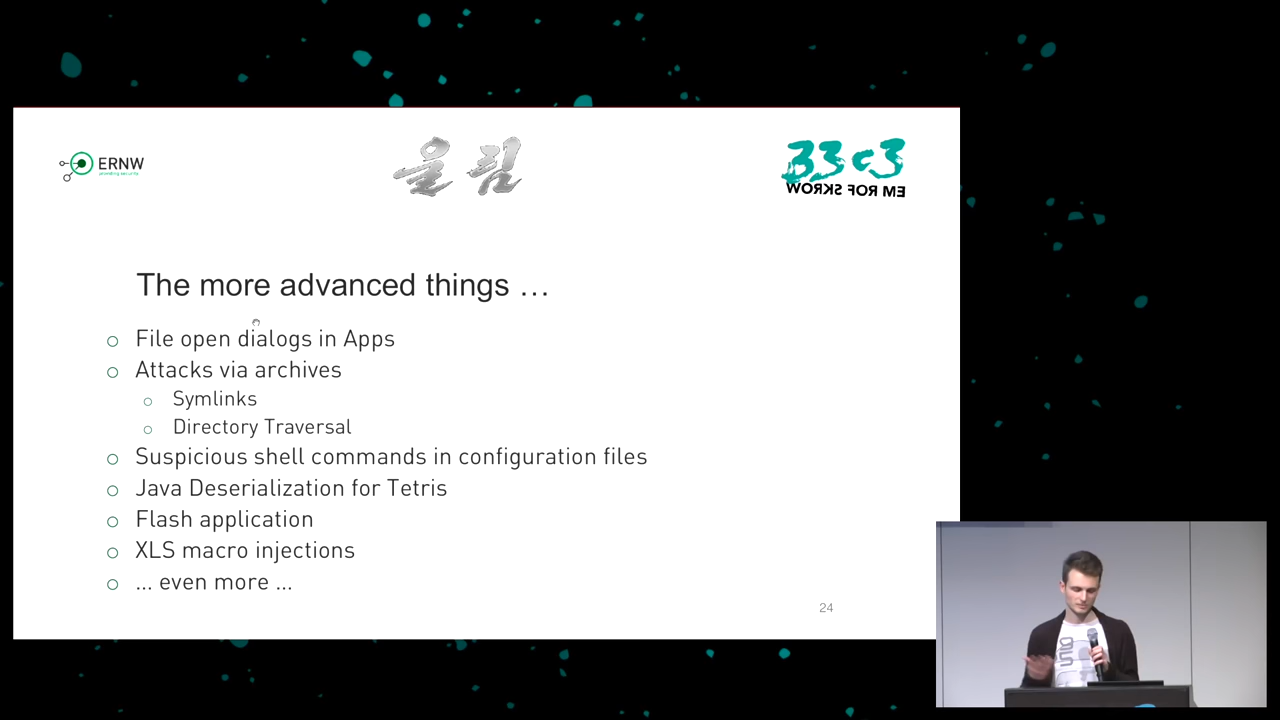 ERNW
providing security.
울림
33c3
WORKS FOR ME
The more advanced things …
File open dialogs in Apps
Attacks via archives
Symlinks
Directory Traversal
Suspicious shell commands in configuration files
Java Deserialization for Tetris
Flash application
XLS macro injections
... even more ...
24